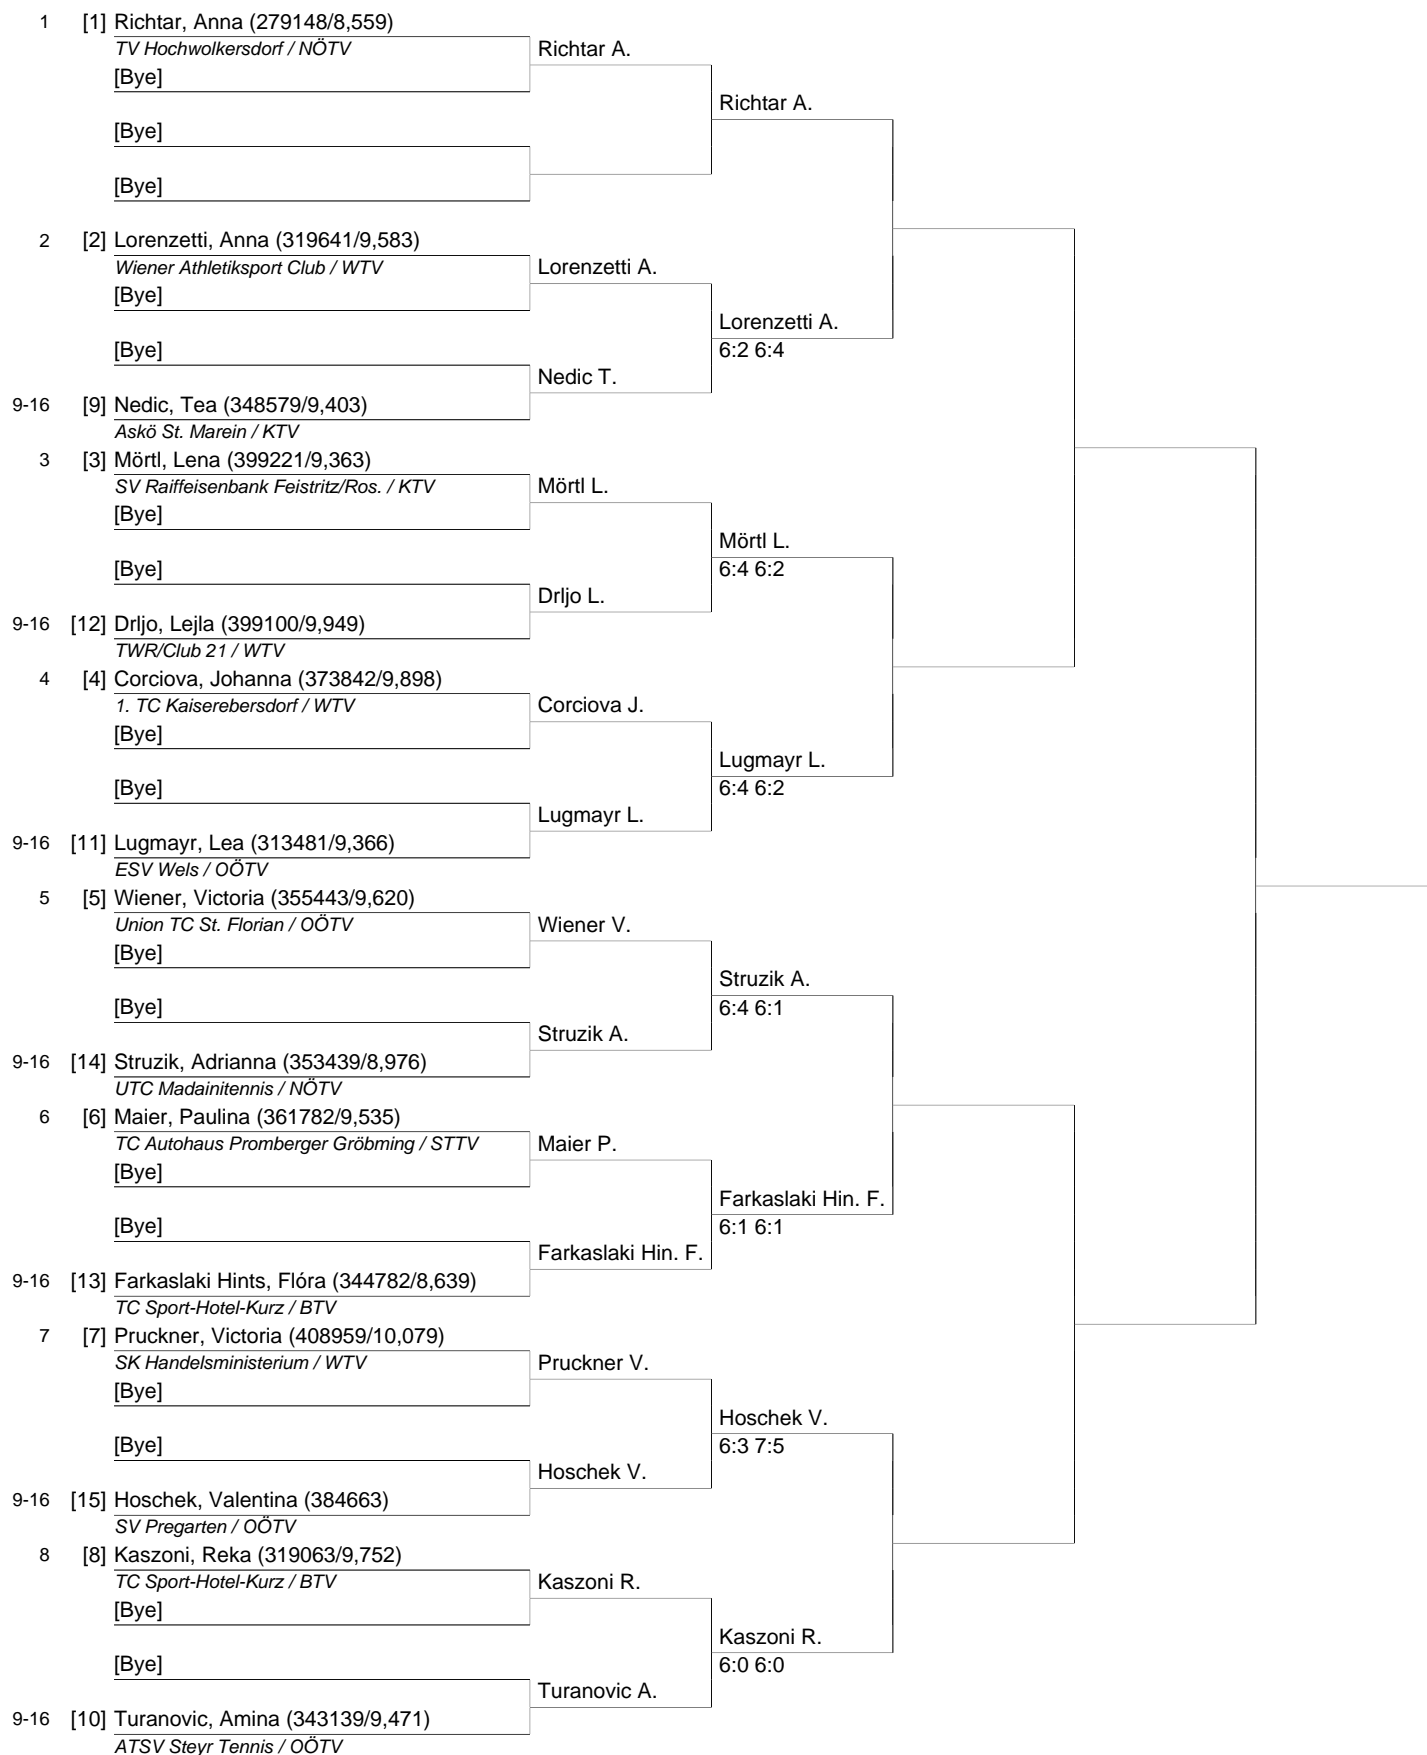 1 [1] Richtar, Anna (279148/8,559)
TV Hochwolkersdorf / NÖTV
Richtar A.
[Bye]
Richtar A.
[Bye]
[Bye]
2 [2] Lorenzetti, Anna (319641/9,583)
Wiener Athletiksport Club / WTV
Lorenzetti A.
[Bye]
Lorenzetti A.
[Bye]
6:2 6:4
Nedic T.
9-16 [9] Nedic, Tea (348579/9,403)
Askö St. Marein / KTV
3 [3] Mörtl, Lena (399221/9,363)
SV Raiffeisenbank Feistritz/Ros. / KTV
Mörtl L.
[Bye]
Mörtl L.
[Bye]
6:4 6:2
Drljo L.
9-16 [12] Drljo, Lejla (399100/9,949)
TWR/Club 21 / WTV
4 [4] Corciova, Johanna (373842/9,898)
1. TC Kaiserebersdorf / WTV
Corciova J.
[Bye]
Lugmayr L.
[Bye]
6:4 6:2
Lugmayr L.
9-16 [11] Lugmayr, Lea (313481/9,366)
ESV Wels / OÖTV
5 [5] Wiener, Victoria (355443/9,620)
Union TC St. Florian / OÖTV
Wiener V.
[Bye]
Struzik A.
[Bye]
6:4 6:1
Struzik A.
9-16 [14] Struzik, Adrianna (353439/8,976)
UTC Madainitennis / NÖTV
6 [6] Maier, Paulina (361782/9,535)
TC Autohaus Promberger Gröbming / STTV
Maier P.
[Bye]
Farkaslaki Hin. F.
[Bye]
6:1 6:1
Farkaslaki Hin. F.
9-16 [13] Farkaslaki Hints, Flóra (344782/8,639)
TC Sport-Hotel-Kurz / BTV
7 [7] Pruckner, Victoria (408959/10,079)
SK Handelsministerium / WTV
Pruckner V.
[Bye]
Hoschek V.
[Bye]
6:3 7:5
Hoschek V.
9-16 [15] Hoschek, Valentina (384663)
SV Pregarten / OÖTV
8 [8] Kaszoni, Reka (319063/9,752)
TC Sport-Hotel-Kurz / BTV
Kaszoni R.
[Bye]
Kaszoni R.
[Bye]
6:0 6:0
Turanovic A.
9-16 [10] Turanovic, Amina (343139/9,471)
ATSV Steyr Tennis / OÖTV